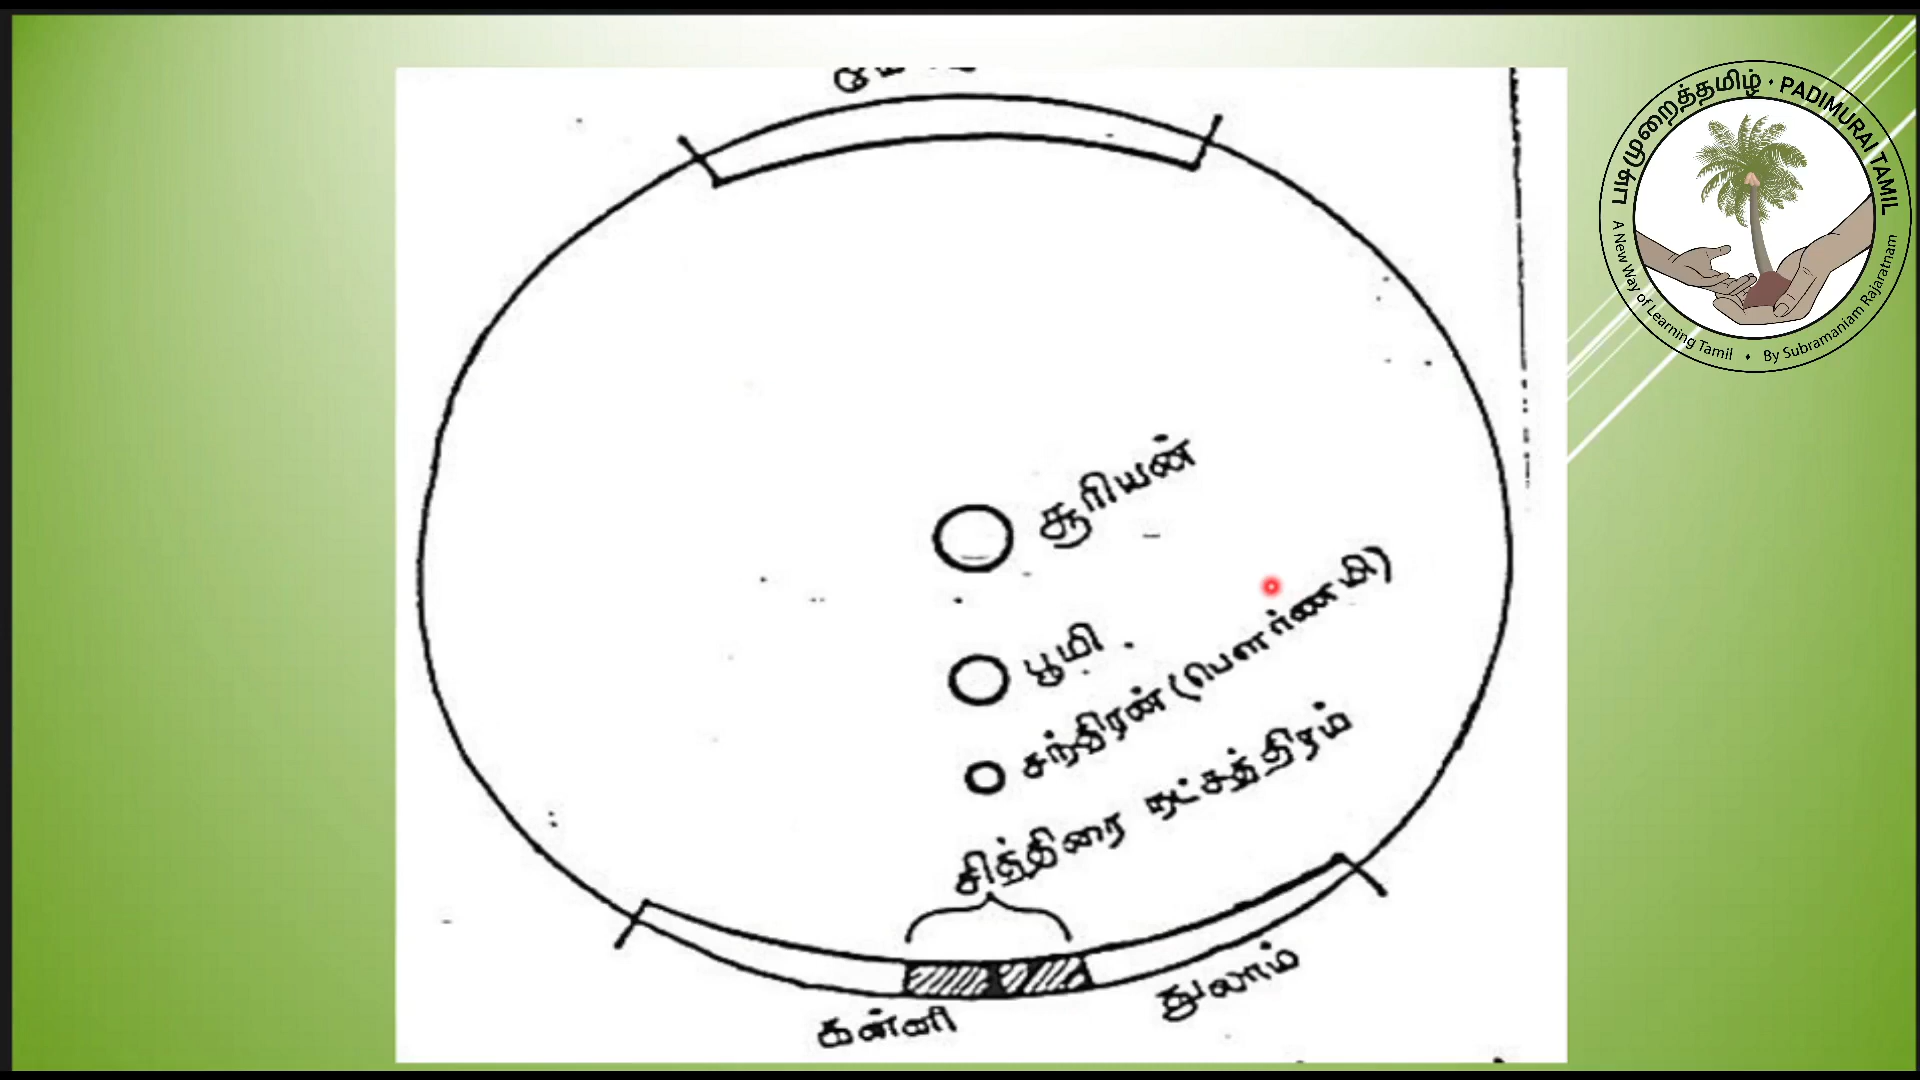 சூரியன்
பூமி
சந்திரன் (பௌர்ணமி)
சித்திரை நட்சத்திரம்
கன்னி
துலாம்
படிமுறைத்தமிழ் · PADIMURAI TAMIL
A New Way of Learning Tamil • By Subramaniam Rajaratnam